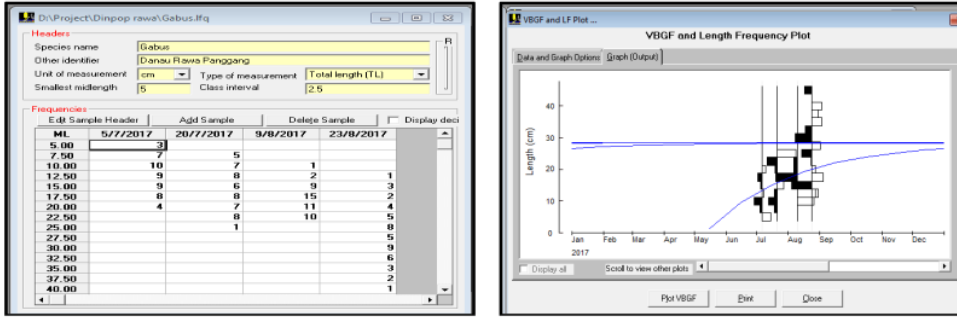 D:\Project\Dinpop rawa\Gabus.lfq
Headers
Species name Gabus
Other identifier Danau Rawa Panggang
Unit of measurement cm Type of measurement Total length (TL)
Smallest midlength 5 Class interval 2.5
R
Frequencies
Edit Sample Header Add Sample Delete Sample Display deci
ML 5/7/2017 20/7/2017 9/8/2017 23/8/2017
5.00 3
7.50 7 5
10.00 10 7 1
12.50 9 8 2 1
15.00 9 6 9 3
17.50 8 8 15 2
20.00 4 7 11 4
22.50 8 10 5
25.00 1 8
27.50 5
30.00 9
32.50 6
35.00 3
37.50 2
40.00 1
VBGF and LF Plot ...
VBGF and Length Frequency Plot
Data and Graph Options Graph (Output)
Length (cm)
40
30
20
10
0
Jan Feb Mar Apr May Jun Jul Aug Sep Oct Nov Dec
2017
Display all Scroll to view other plots
Plot VBGF Print Close